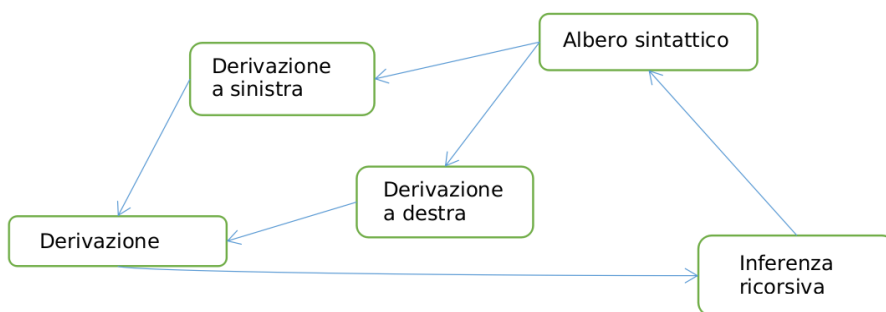 Albero sintattico
Derivazione
a sinistra
Derivazione
a destra
Derivazione
Inferenza
ricorsiva